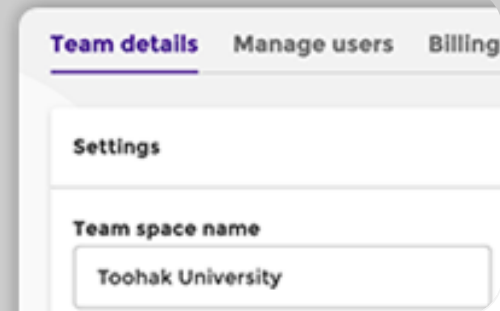 Team details Manage users Billing
Settings
Team space name
Toohak University